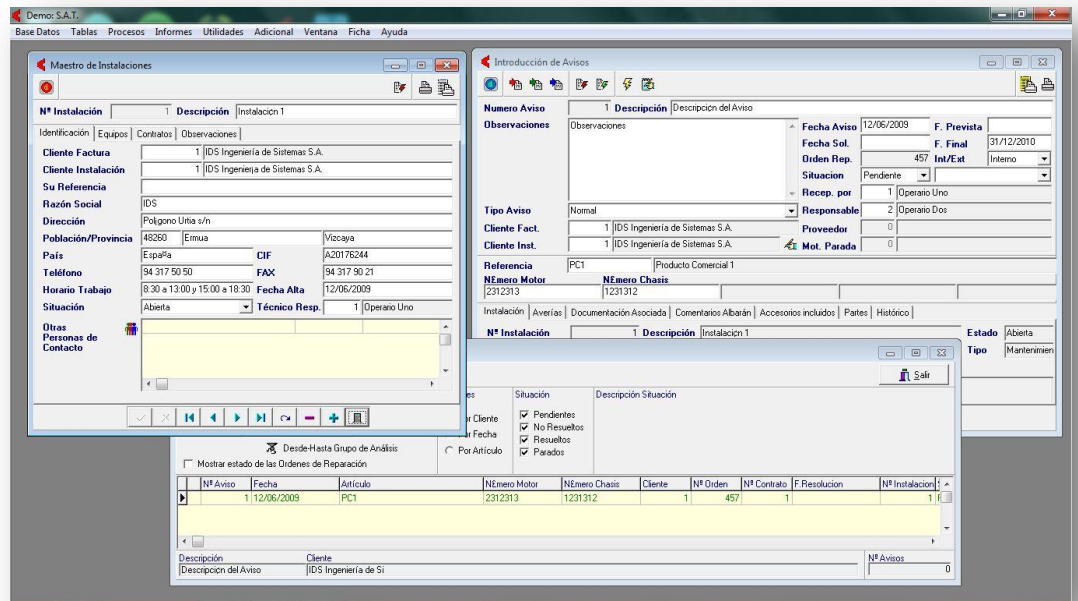 Demo: S.A.T.
Base Datos Tablas Procesos Informes Utilidades Adicional Ventana Ficha Ayuda
Maestro de Instalaciones
Nº Instalación 1 Descripción Instalación 1
Identificación Equipos Contratos Observaciones
Cliente Factura 1 IDS Ingeniería de Sistemas S.A.
Cliente Instalación 1 IDS Ingenierja de Sistemas S.A.
Su Referencia
Razón Social IDS
Dirección Poligono Urtia s/n
Población/Provincia 48260 Ermua Vizcaya
País Espaªa CIF A20176244
Teléfono 94 317 50 50 FAX 94 317 90 21
Horario Trabajo 8:30 a 13:00 y 15:00 a 18:30 Fecha Alta 12/06/2009
Situación Abierta Técnico Resp. 1 Operario Uno
Otras
Personas de
Contacto
Introducción de Avisos
Numero Aviso 1 Descripción Descripción del Aviso
Observaciones Observaciones
Fecha Aviso 12/06/2009 F. Prevista
Fecha Sol. F. Final 31/12/2010
Orden Rep. 457 Int/Ext Interno
Situacion Pendiente
Recep. por 1 Operario Uno
Tipo Aviso Normal Responsable 2 Operario Dos
Cliente Fact. 1 IDS Ingeniería de Sistemas S.A. Proveedor 0
Cliente Inst. 1 IDS Ingeniería de Sistemas S.A. Mot. Parada 0
Referencia PC1 Producto Comercial 1
N£mero Motor N£mero Chasis
2312313 1231312
Instalación Averías Documentación Asociada Comentarios Albarán Accesorios incluidos Partes Histórico
Nº Instalación 1 Descripción Instalación 1 Estado Abierta
Tipo Mantenimien
Salir
es Situación Descripción Situación
or Cliente Pendientes
or Fecha No Resueltos
Resueltos
Desde-Hasta Grupo de Análisis Por Artículo Parados
Mostrar estado de las Ordenes de Reparación
Nº Aviso Fecha Artículo N£mero Motor N£mero Chasis Cliente Nº Orden Nº Contrato F.Resolucion Nº Instalacion
1 12/06/2009 PC1 2312313 1231312 1 457 1 1
Descripción Cliente Nº Avisos
Descripción del Aviso IDS Ingeniería de Si 0